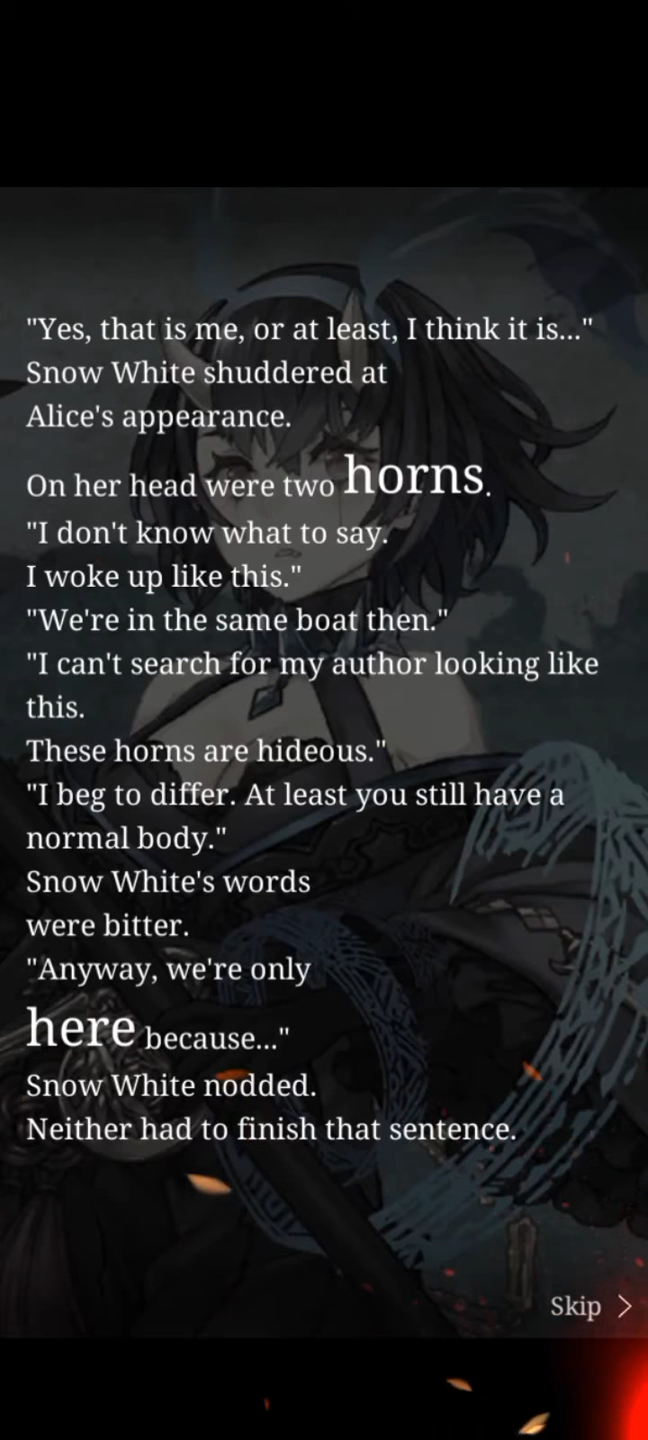 "Yes, that is me, or at least, I think it is..."
Snow White shuddered at
Alice's appearance.
On her head were two horns.
"I don't know what to say.
I woke up like this."
"We're in the same boat then."
"I can't search for my author looking like
this.
These horns are hideous."
"I beg to differ. At least you still have a
normal body."
Snow White's words
were bitter.
"Anyway, we're only
here because..."
Snow White nodded.
Neither had to finish that sentence.
Skip >